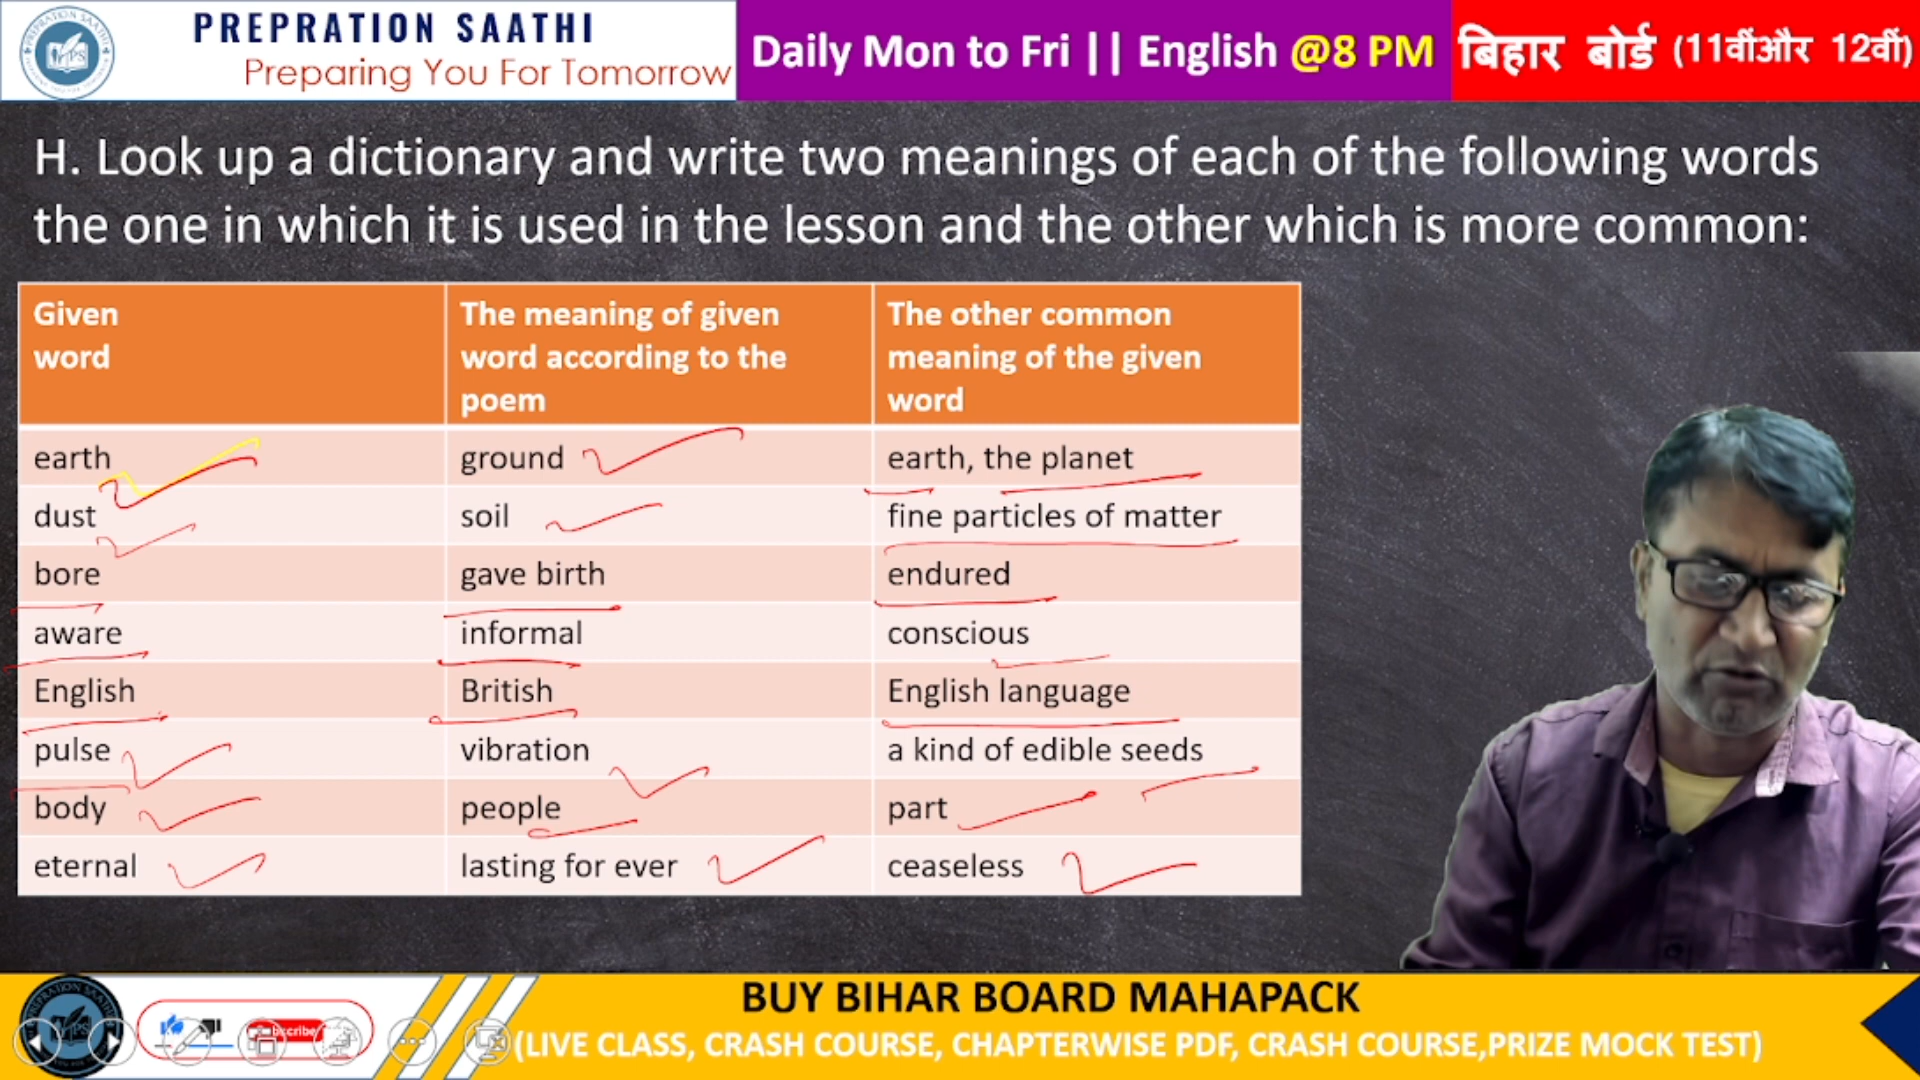 PREPRATION SAATHI
Preparing You For Tomorrow
Daily Mon to Fri || English @8 PM
बिहार बोर्ड (11वींऔर 12वीं)
H. Look up a dictionary and write two meanings of each of the following words
the one in which it is used in the lesson and the other which is more common:
Given word | The meaning of given word according to the poem | The other common meaning of the given word
earth | ground | earth, the planet
dust | soil | fine particles of matter
bore | gave birth | endured
aware | informal | conscious
English | British | English language
pulse | vibration | a kind of edible seeds
body | people | part
eternal | lasting for ever | ceaseless
BUY BIHAR BOARD MAHAPACK
(LIVE CLASS, CRASH COURSE, CHAPTERWISE PDF, CRASH COURSE,PRIZE MOCK TEST)